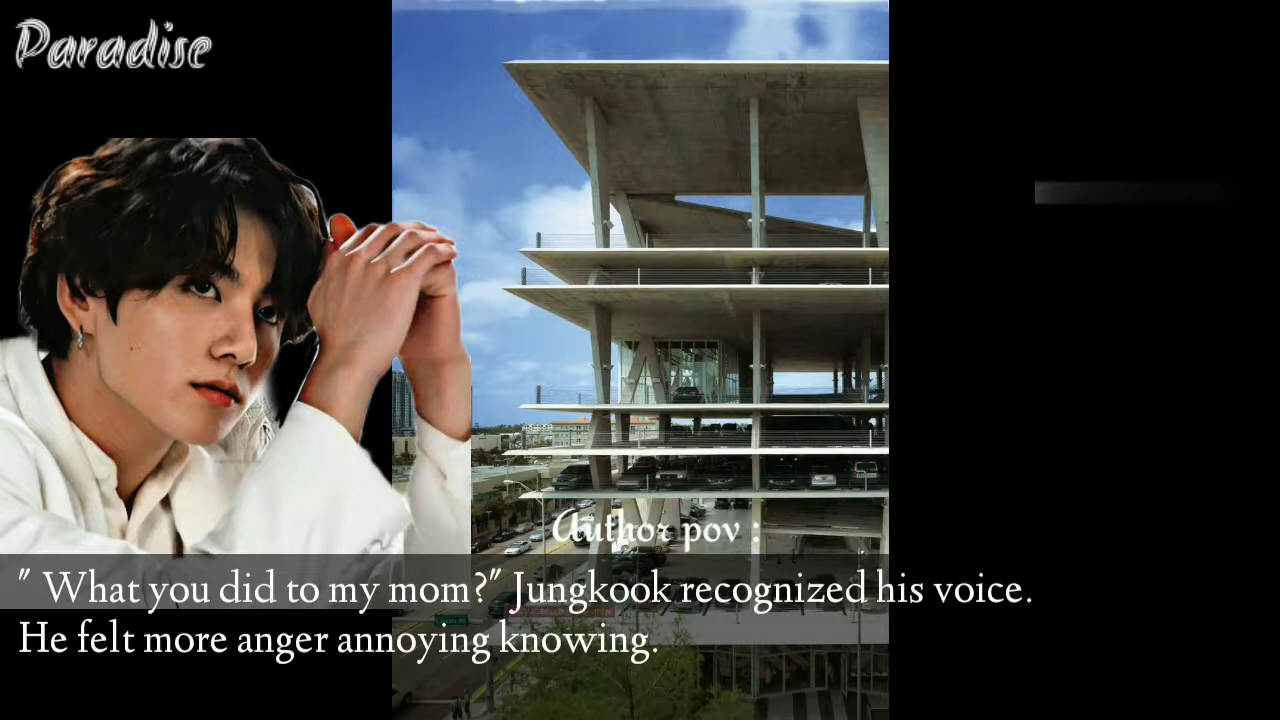 Paradise
Author pov :
" What you did to my mom?" Jungkook recognized his voice.
He felt more anger annoying knowing.